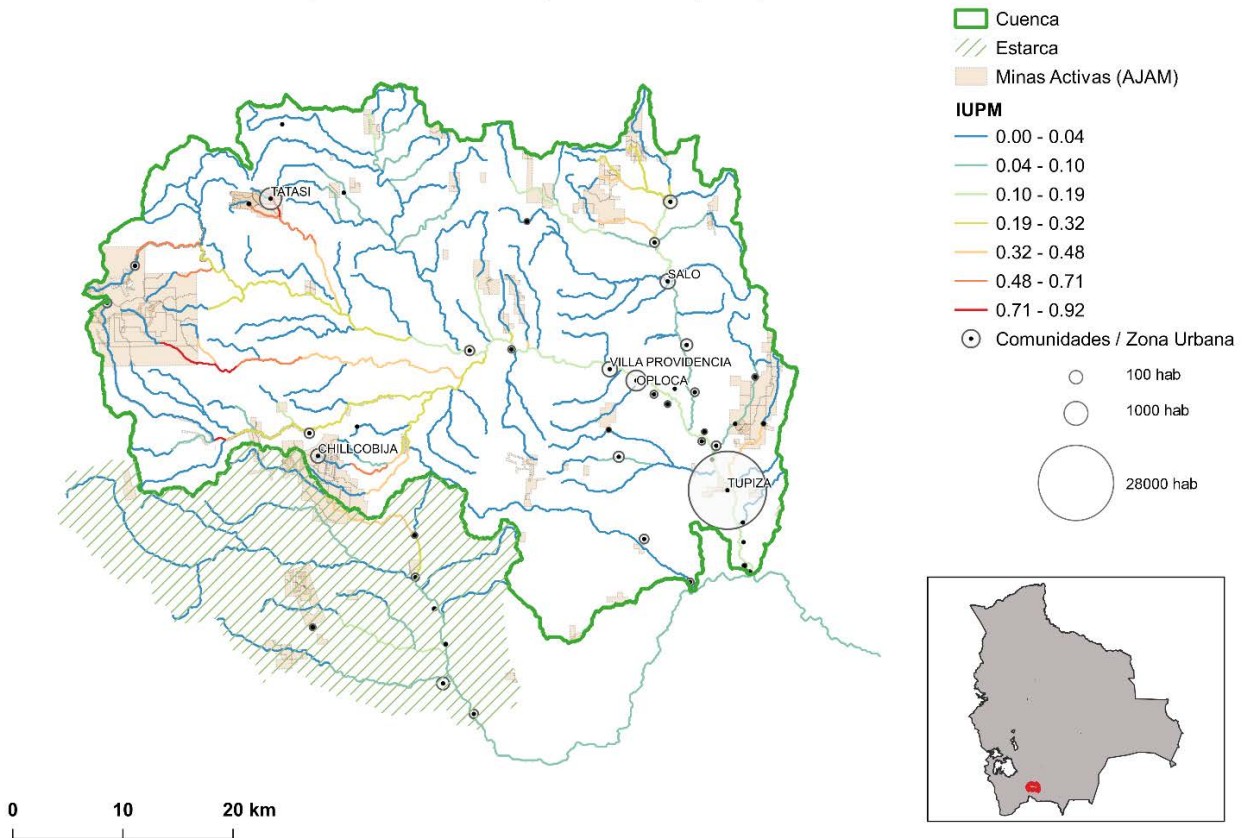 Cuenca
Estarca
Minas Activas (AJAM)
IUPM
0.00 - 0.04
0.04 - 0.10
0.10 - 0.19
0.19 - 0.32
0.32 - 0.48
0.48 - 0.71
0.71 - 0.92
Comunidades / Zona Urbana
100 hab
1000 hab
28000 hab
TATASI
SALO
VILLA PROVIDENCIA
OPLOCA
CHILLCOBIJA
TUPIZA
0 10 20 km